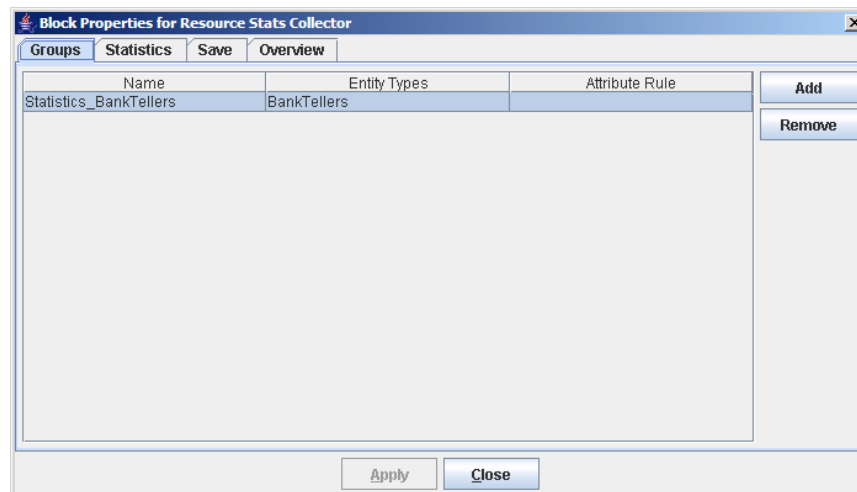 Block Properties for Resource Stats Collector
Groups Statistics Save Overview
Name Entity Types Attribute Rule
Statistics_BankTellers BankTellers
Add
Remove
Apply Close